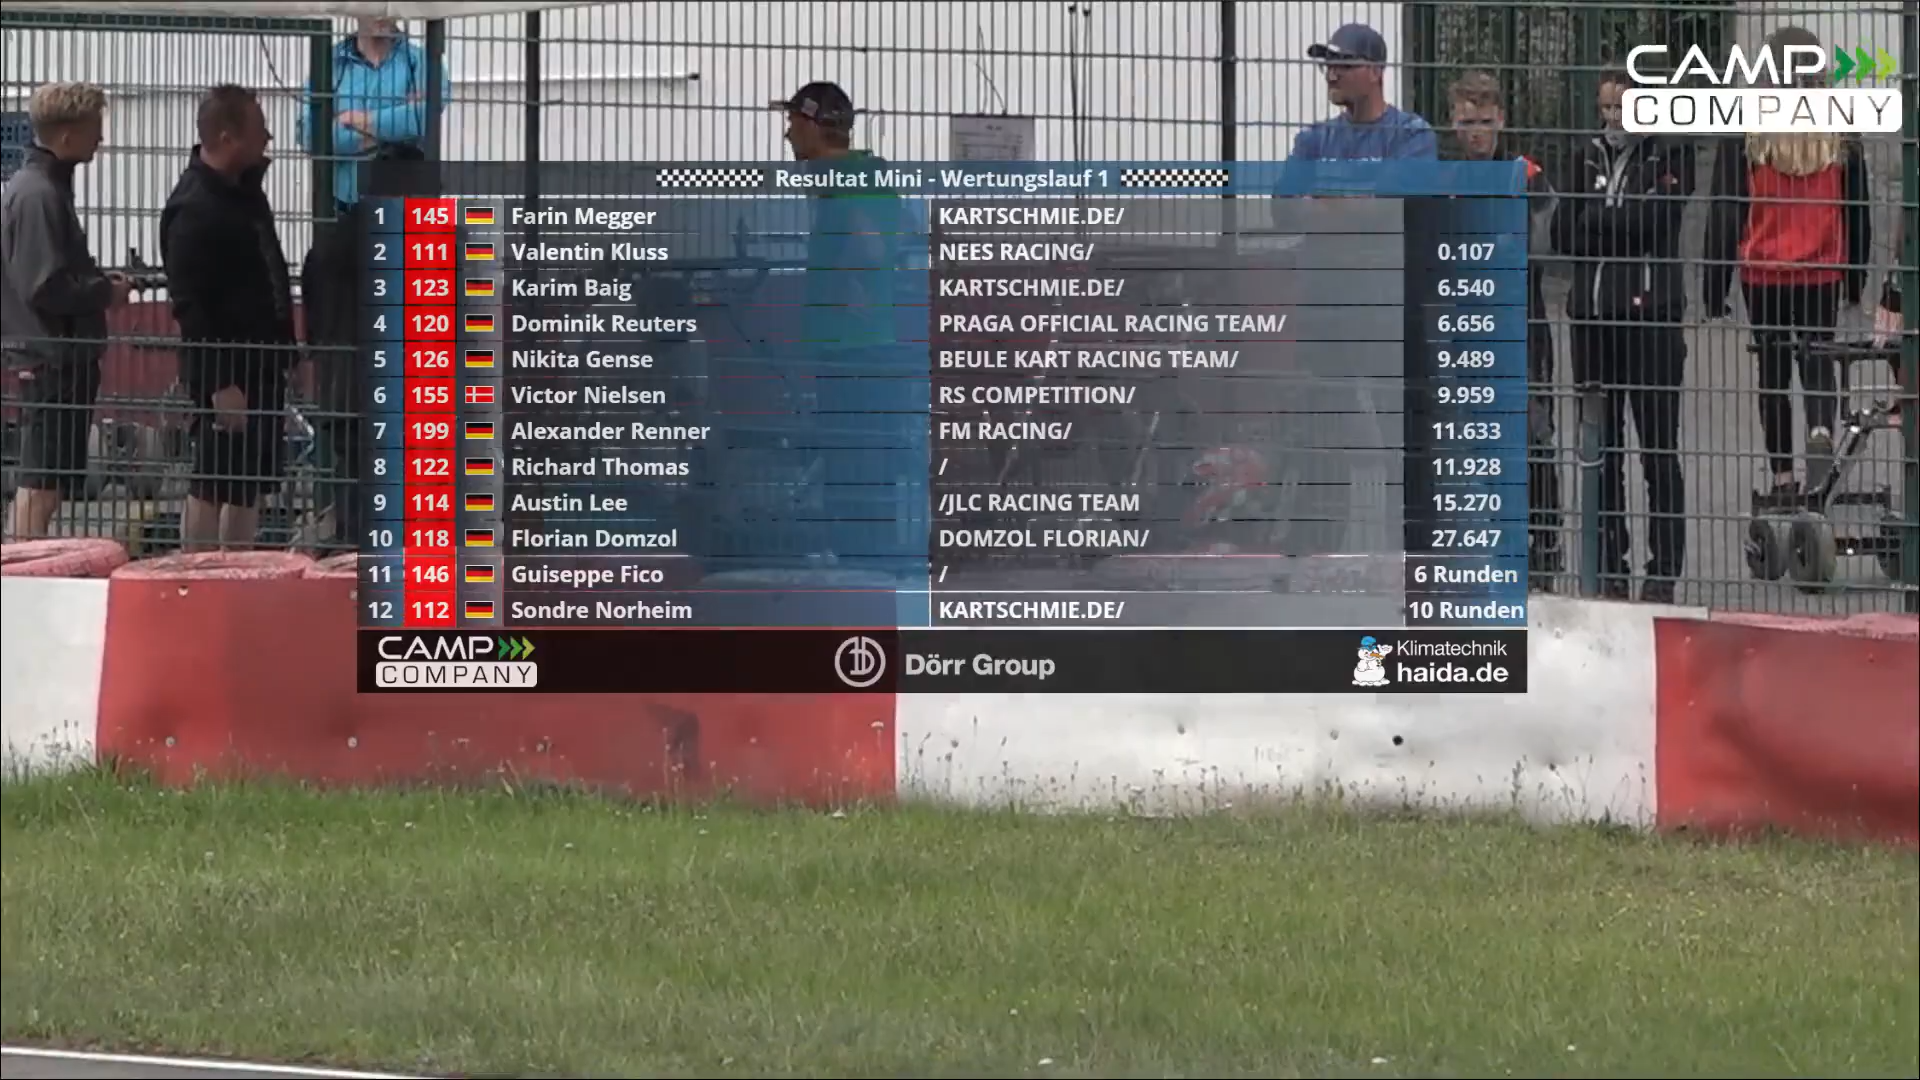 CAMP
COMPANY
Resultat Mini - Wertungslauf 1
1 145 Farin Megger KARTSCHMIE.DE/
2 111 Valentin Kluss NEES RACING/ 0.107
3 123 Karim Baig KARTSCHMIE.DE/ 6.540
4 120 Dominik Reuters PRAGA OFFICIAL RACING TEAM/ 6.656
5 126 Nikita Gense BEULE KART RACING TEAM/ 9.489
6 155 Victor Nielsen RS COMPETITION/ 9.959
7 199 Alexander Renner FM RACING/ 11.633
8 122 Richard Thomas / 11.928
9 114 Austin Lee /JLC RACING TEAM 15.270
10 118 Florian Domzol DOMZOL FLORIAN/ 27.647
11 146 Guiseppe Fico / 6 Runden
12 112 Sondre Norheim KARTSCHMIE.DE/ 10 Runden
CAMP
COMPANY
Dörr Group
Klimatechnik
haida.de